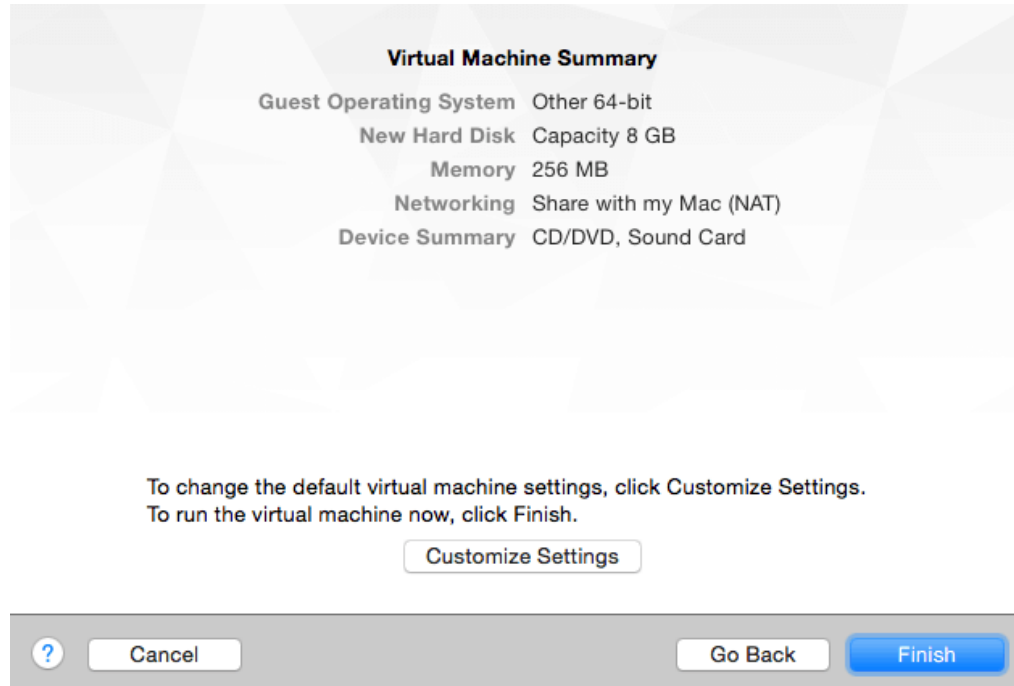 Virtual Machine Summary
Guest Operating System Other 64-bit
New Hard Disk Capacity 8 GB
Memory 256 MB
Networking Share with my Mac (NAT)
Device Summary CD/DVD, Sound Card
To change the default virtual machine settings, click Customize Settings.
To run the virtual machine now, click Finish.
Customize Settings
? Cancel Go Back Finish